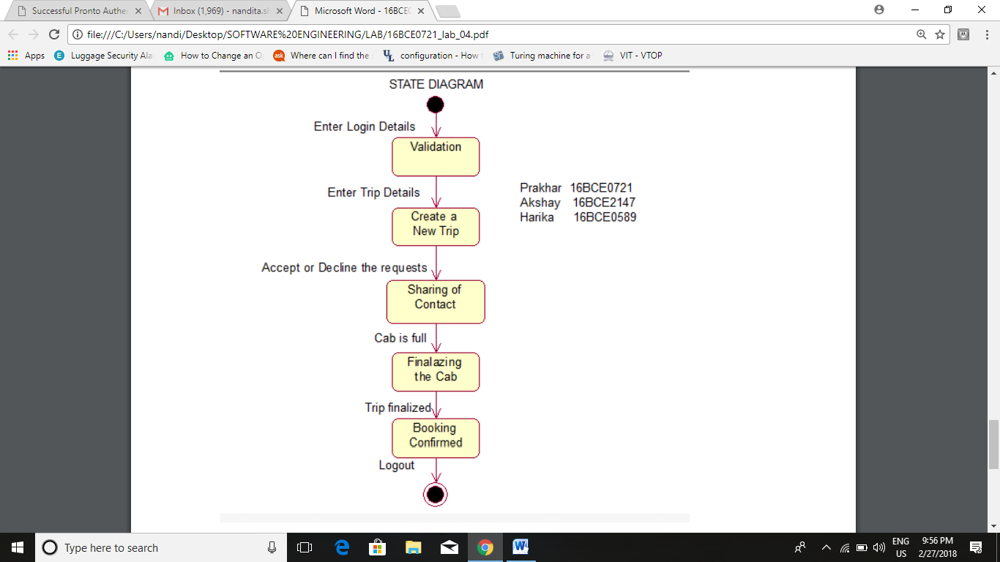 Successful Pronto Authe
Inbox (1,969) - nandita.s
Microsoft Word - 16BCE
file:///C:/Users/nandi/Desktop/SOFTWARE%20ENGINEERING/LAB/16BCE0721_lab_04.pdf
Apps
Luggage Security Al
How to Change an O
ask
Where can I find the
UL
configuration - How
Turing machine for a
VIT - VTOP
STATE DIAGRAM
Enter Login Details
Validation
Enter Trip Details
Prakhar 16BCE0721
Akshay 16BCE2147
Harika 16BCE0589
Create a
New Trip
Accept or Decline the requests
Sharing of
Contact
Cab is full
Finalazing
the Cab
Trip finalized
Booking
Confirmed
Logout
Type here to search
ENG
US
9:56 PM
2/27/2018